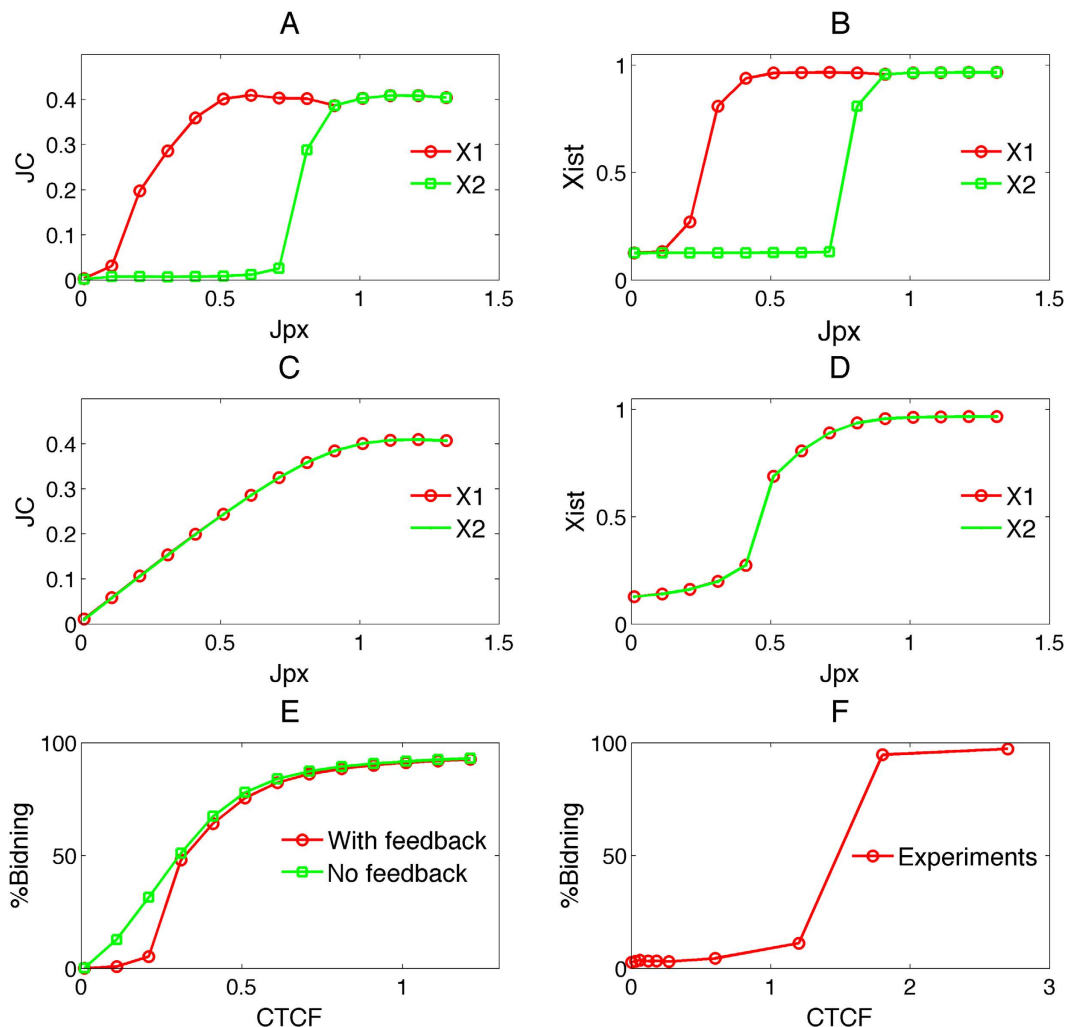 A
JC
0.4
0.3
0.2
0.1
0
X1
X2
0 0.5 1 1.5
Jpx
B
Xist
1
0.5
0
X1
X2
0 0.5 1 1.5
Jpx
C
JC
0.4
0.3
0.2
0.1
0
X1
X2
0 0.5 1 1.5
Jpx
D
Xist
1
0.5
0
X1
X2
0 0.5 1 1.5
Jpx
E
%Bidning
100
50
0
With feedback
No feedback
0 0.5 1
CTCF
F
%Bidning
100
50
0
Experiments
0 1 2 3
CTCF